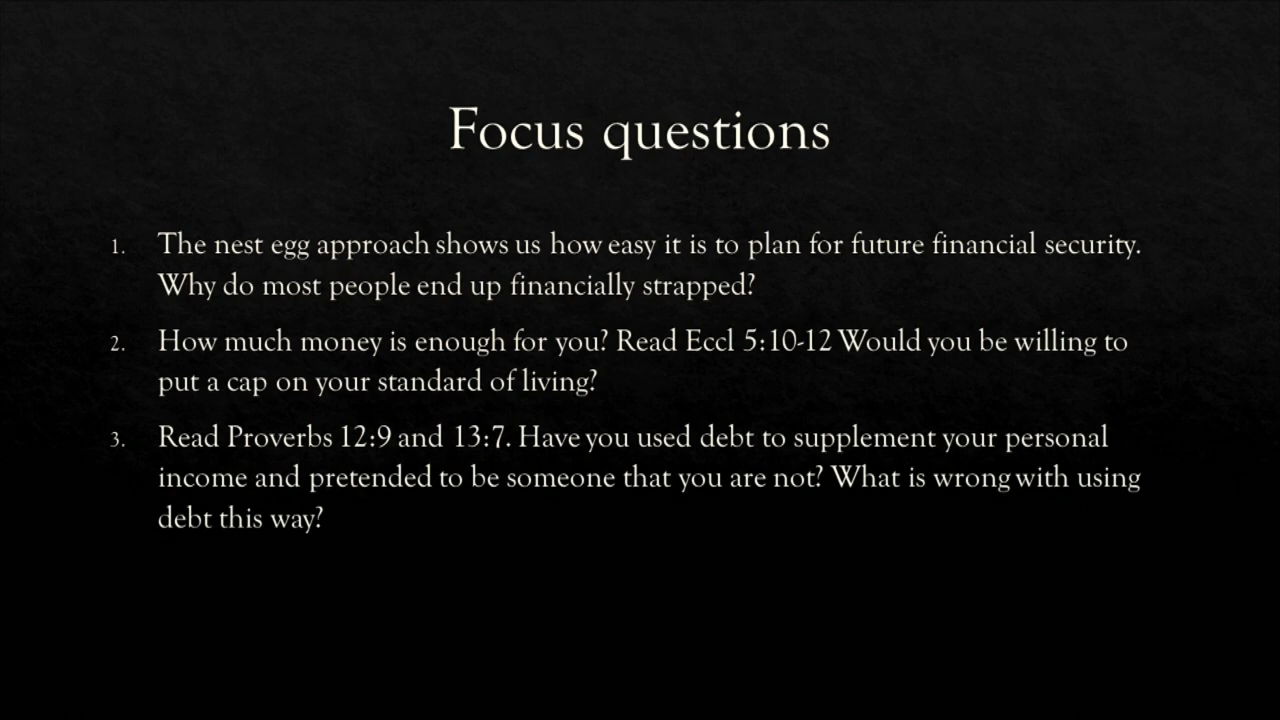 Focus questions
1. The nest egg approach shows us how easy it is to plan for future financial security.
Why do most people end up financially strapped?
2. How much money is enough for you? Read Eccl 5:10-12 Would you be willing to
put a cap on your standard of living?
3. Read Proverbs 12:9 and 13:7. Have you used debt to supplement your personal
income and pretended to be someone that you are not? What is wrong with using
debt this way?